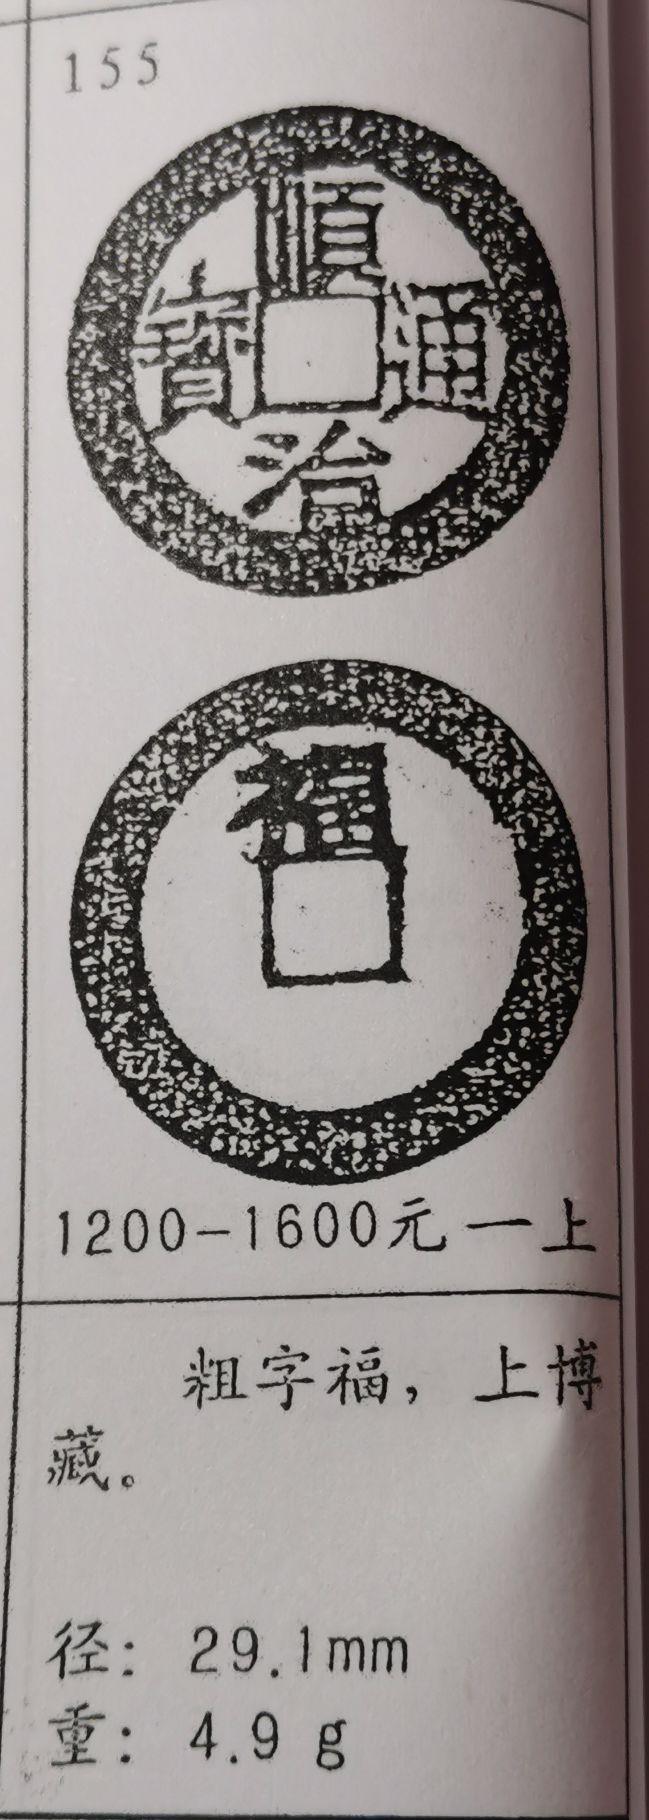 155
順
寶通
治
福
1200-1600元 一上
粗字福，上博
藏。
径：29.1mm
重：4.9 g